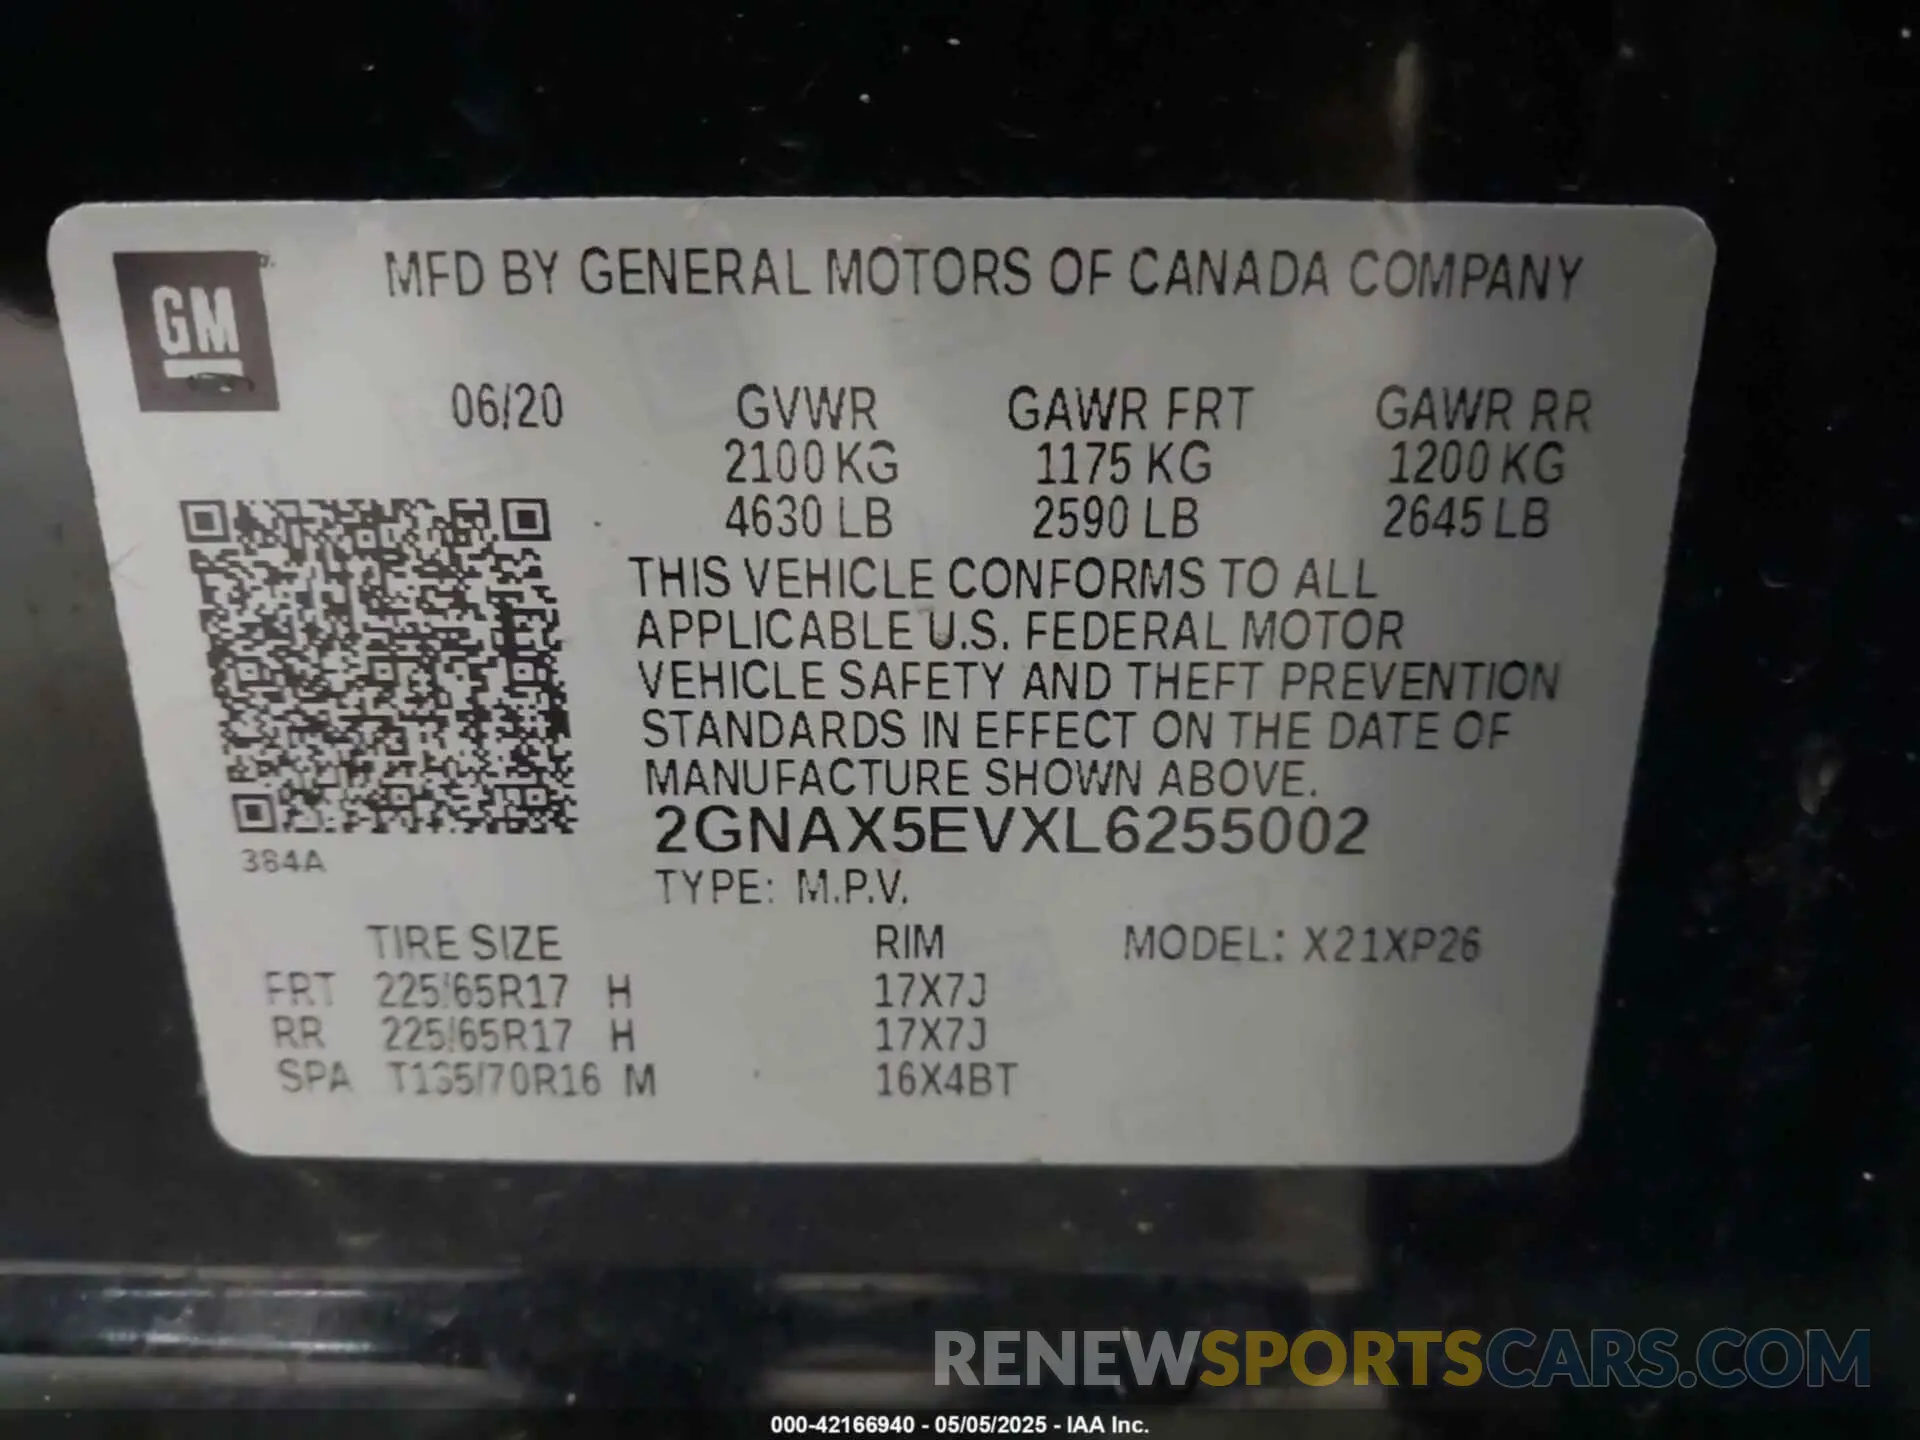 MFD BY GENERAL MOTORS OF CANADA COMPANY
GM
06/20 GVWR GAWR FRT GAWR RR
2100 KG 1175 KG 1200 KG
4630 LB 2590 LB 2645 LB
THIS VEHICLE CONFORMS TO ALL
APPLICABLE U.S. FEDERAL MOTOR
VEHICLE SAFETY AND THEFT PREVENTION
STANDARDS IN EFFECT ON THE DATE OF
MANUFACTURE SHOWN ABOVE.
2GNAX5EVXL6255002
384A
TYPE: M.P.V.
TIRE SIZE RIM MODEL: X21XP26
FRT 225/65R17 H 17X7J
RR 225/65R17 H 17X7J
SPA T135/70R16 M 16X4BT
RENEWSPORTSCARS.COM
000-42166940 - 05/05/2025 - IAA Inc.